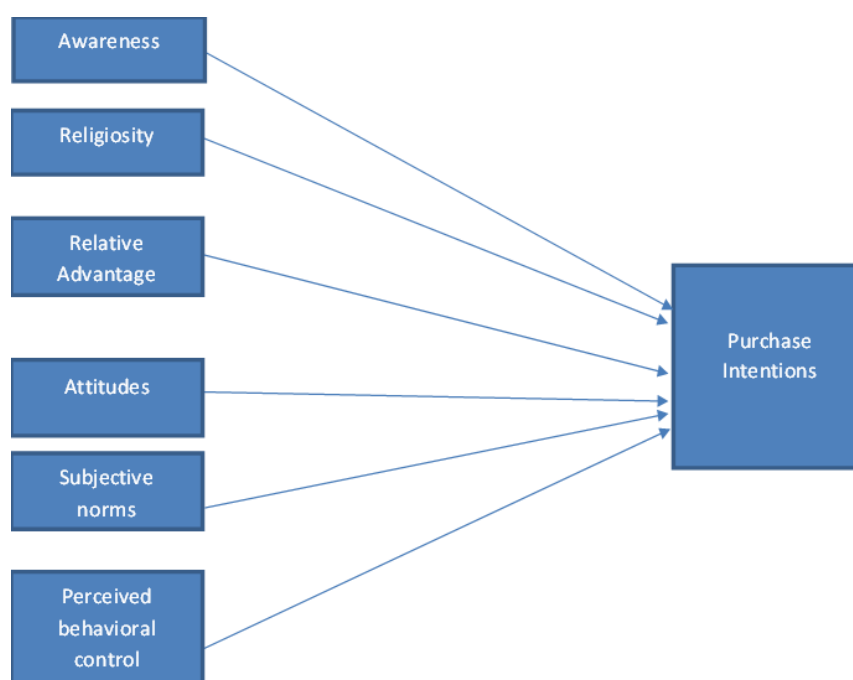 Awareness
Religiosity
Relative
Advantage
Attitudes
Subjective
norms
Perceived
behavioral
control
Purchase
Intentions